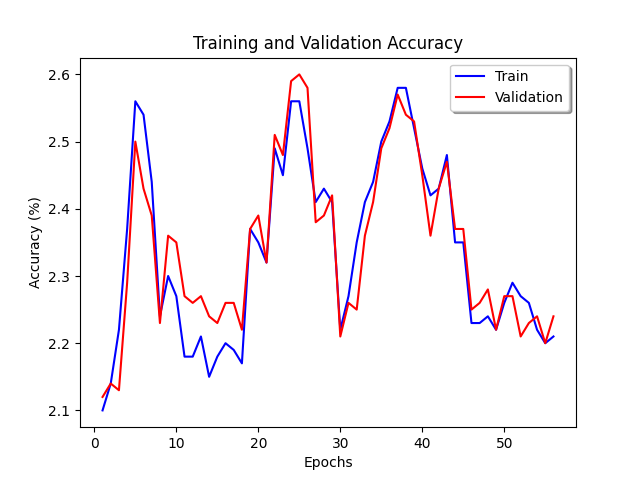 Training and Validation Accuracy
Train
Validation
2.6
2.5
2.4
2.3
2.2
2.1
Accuracy (%)
0 10 20 30 40 50
Epochs